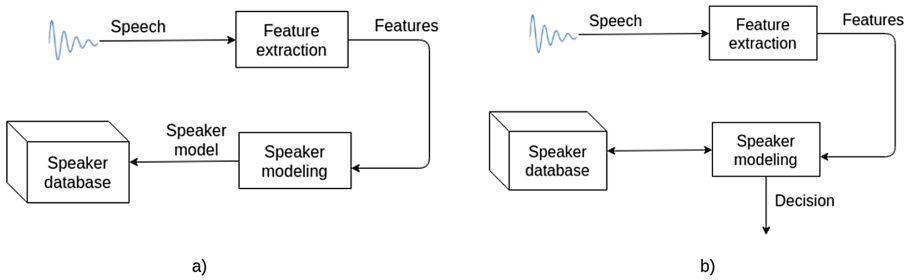 Speech
Feature
extraction
Features
Speaker
database
Speaker
model
Speaker
modeling
a)
Speech
Feature
extraction
Features
Speaker
database
Speaker
modeling
Decision
b)